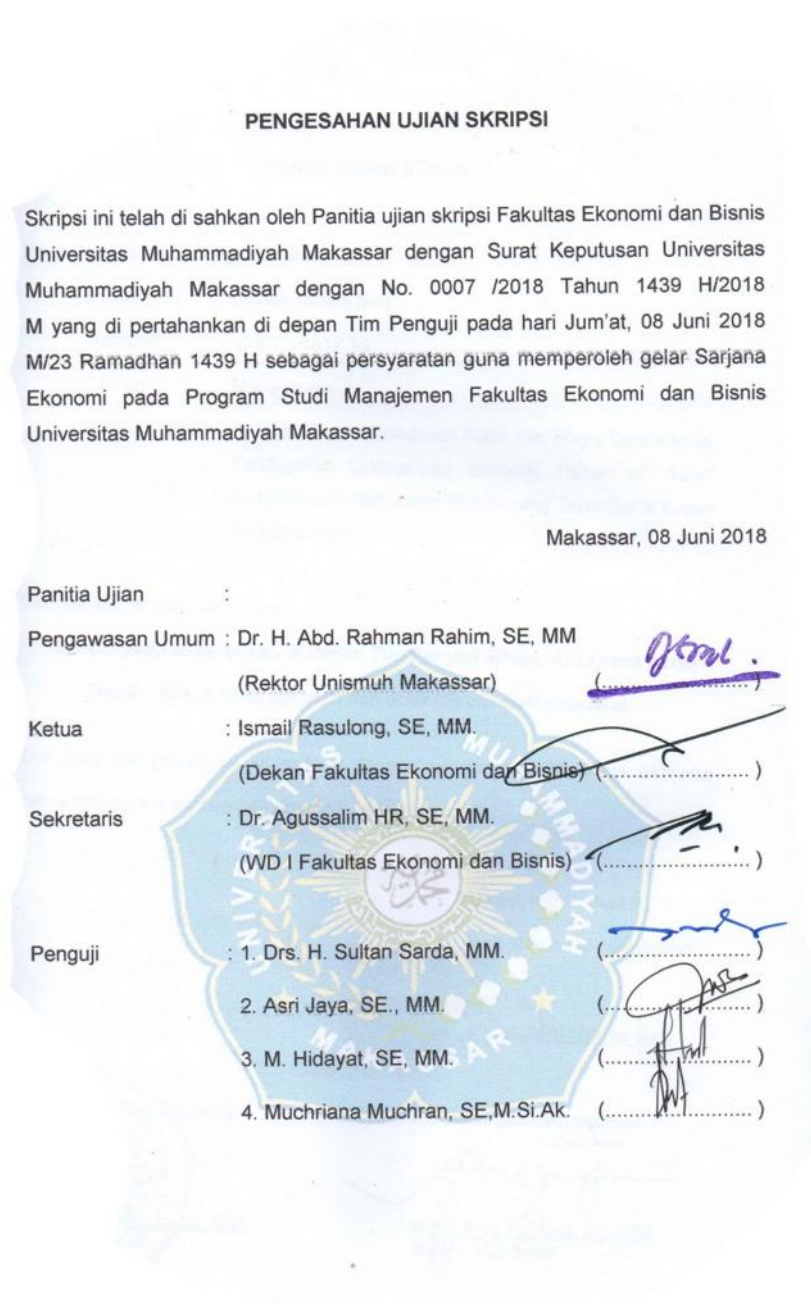 PENGESAHAN UJIAN SKRIPSI
Skripsi ini telah di sahkan oleh Panitia ujian skripsi Fakultas Ekonomi dan Bisnis
Universitas Muhammadiyah Makassar dengan Surat Keputusan Universitas
Muhammadiyah Makassar dengan No. 0007 /2018 Tahun 1439 H/2018
M yang di pertahankan di depan Tim Penguji pada hari Jum'at, 08 Juni 2018
M/23 Ramadhan 1439 H sebagai persyaratan guna memperoleh gelar Sarjana
Ekonomi pada Program Studi Manajemen Fakultas Ekonomi dan Bisnis
Universitas Muhammadiyah Makassar.
Makassar, 08 Juni 2018
Panitia Ujian :
Pengawasan Umum : Dr. H. Abd. Rahman Rahim, SE, MM
(Rektor Unismuh Makassar) (........................)
Ketua : Ismail Rasulong, SE, MM.
(Dekan Fakultas Ekonomi dan Bisnis) (........................)
Sekretaris : Dr. Agussalim HR, SE, MM.
(WD I Fakultas Ekonomi dan Bisnis) (........................)
Penguji : 1. Drs. H. Sultan Sarda, MM. (........................)
2. Asri Jaya, SE., MM. (........................)
3. M. Hidayat, SE, MM. (........................)
4. Muchriana Muchran, SE,M.Si.Ak. (........................)
UNIVERSITAS MUHAMMADIYAH
MAKASSAR